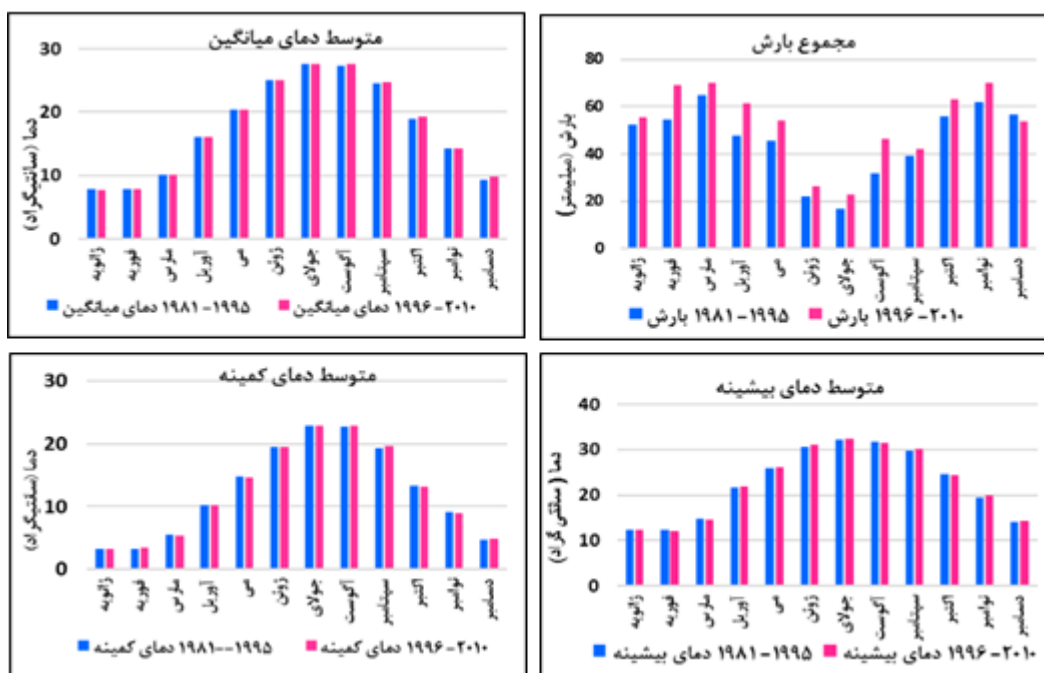 متوسط دمای میانگین
دما (سانتیگراد)
30
20
10
0
ژانویه
فوریه
مارس
آوریل
می
ژوئن
جولای
آگوست
سپتامبر
اکتبر
نوامبر
دسامبر
۱۹۸۱-۱۹۹۵ دمای میانگین
۱۹۹۶-۲۰۱۰ دمای میانگین
مجموع بارش
بارش (میلیمتر)
80
60
40
20
0
ژانویه
فوریه
مارس
آوریل
می
ژوئن
جولای
آگوست
سپتامبر
اکتبر
نوامبر
دسامبر
۱۹۸۱-۱۹۹۵ بارش
۱۹۹۶-۲۰۱۰ بارش
متوسط دمای کمینه
دما (سانتیگراد)
30
20
10
0
ژانویه
فوریه
مارس
آوریل
می
ژوئن
جولای
آگوست
سپتامبر
اکتبر
نوامبر
دسامبر
۱۹۸۱--۱۹۹۵ دمای کمینه
۱۹۹۶-۲۰۱۰ دمای کمینه
متوسط دمای بیشینه
دما ( سانتی گراد)
40
30
20
10
0
ژانویه
فوریه
مارس
آوریل
می
ژوئن
جولای
آگوست
سپتامبر
اکتبر
نوامبر
دسامبر
۱۹۸۱-۱۹۹۵ دمای بیشینه
۱۹۹۶-۲۰۱۰ دمای بیشینه